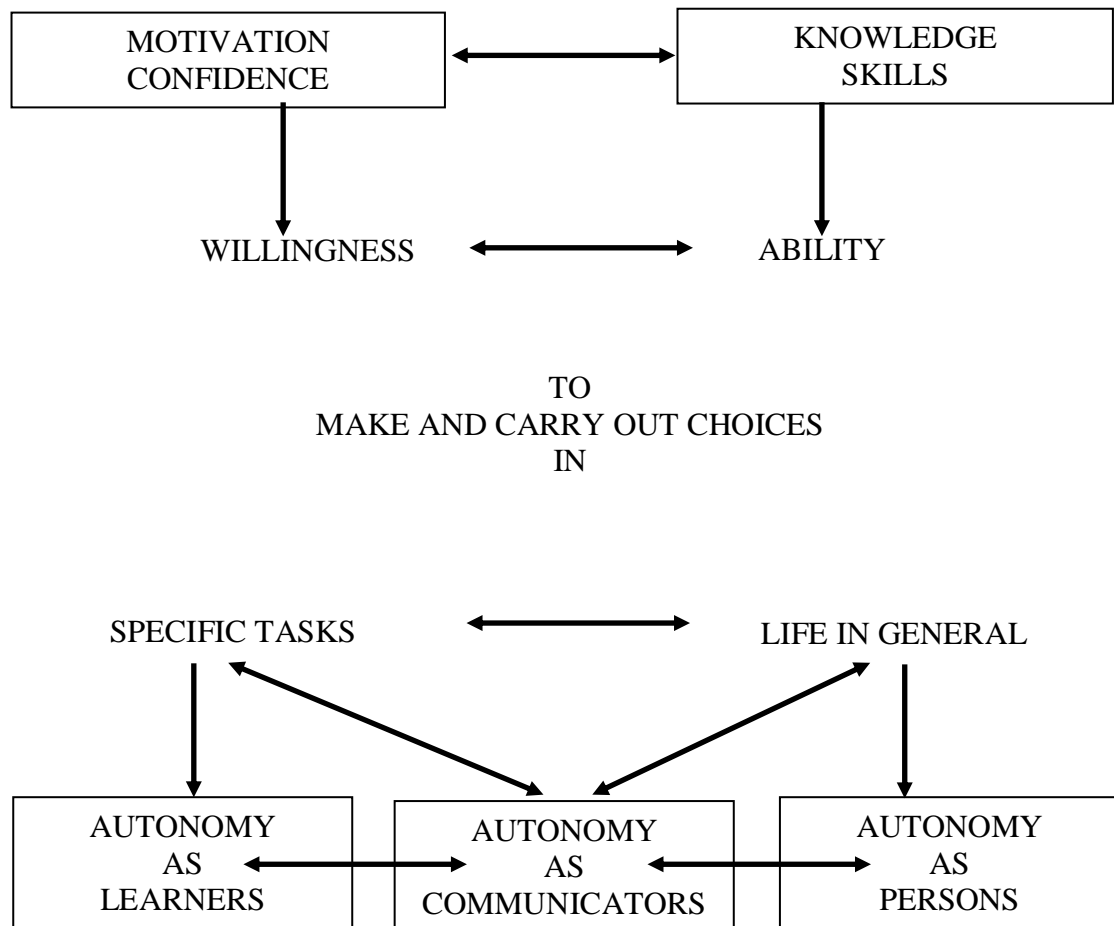 MOTIVATION
CONFIDENCE
KNOWLEDGE
SKILLS
WILLINGNESS
ABILITY
TO
MAKE AND CARRY OUT CHOICES
IN
SPECIFIC TASKS
LIFE IN GENERAL
AUTONOMY
AS
LEARNERS
AUTONOMY
AS
COMMUNICATORS
AUTONOMY
AS
PERSONS